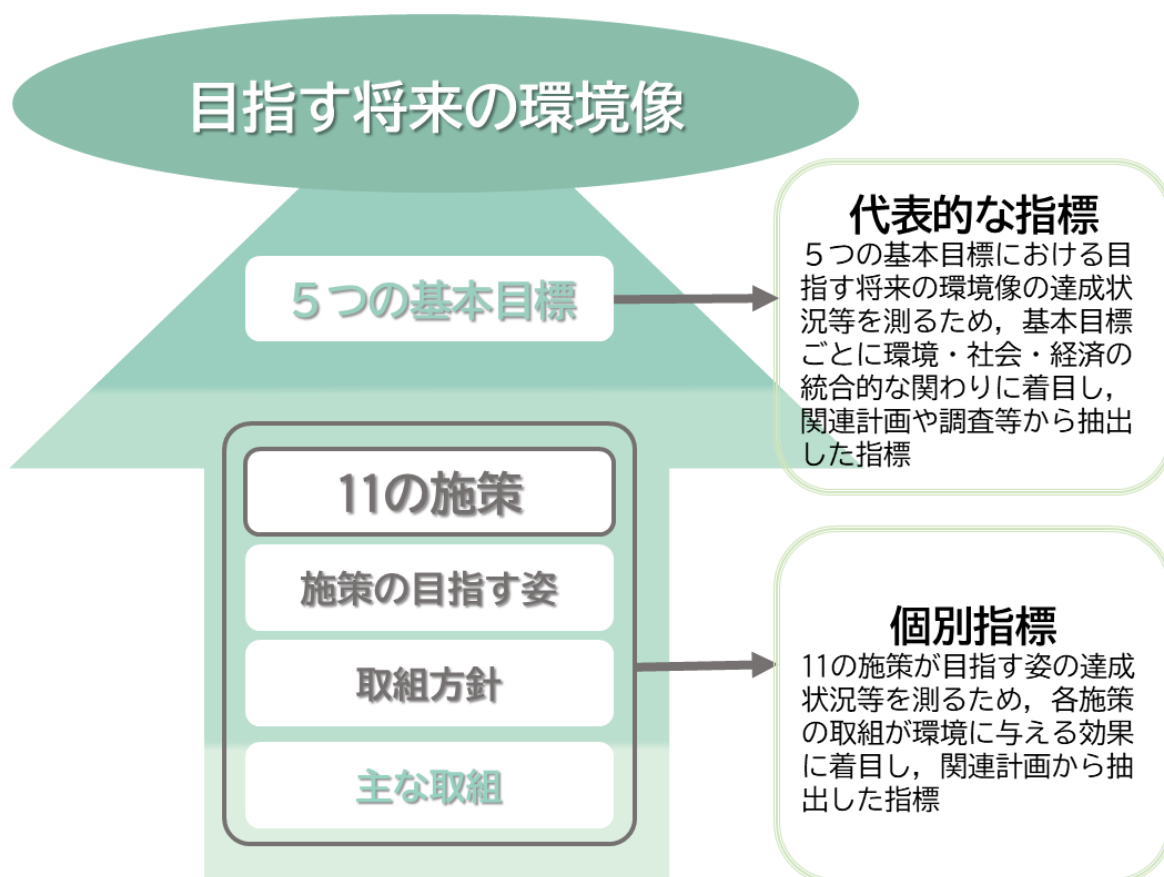 目指す将来の環境像
５つの基本目標
代表的な指標
５つの基本目標における目
指す将来の環境像の達成状
況等を測るため，基本目標
ごとに環境・社会・経済の
統合的な関わりに着目し，
関連計画や調査等から抽出
した指標
11の施策
施策の目指す姿
取組方針
主な取組
個別指標
11の施策が目指す姿の達成
状況等を測るため，各施策
の取組が環境に与える効果
に着目し，関連計画から抽
出した指標